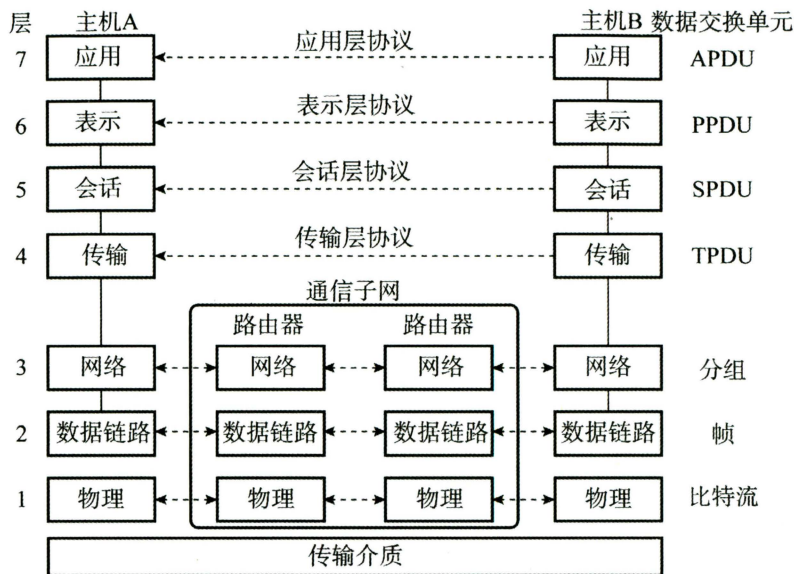 层 主机A 主机B 数据交换单元
7 应用 应用层协议 应用 APDU
6 表示 表示层协议 表示 PPDU
5 会话 会话层协议 会话 SPDU
4 传输 传输层协议 传输 TPDU
通信子网
路由器 路由器
3 网络 网络 网络 网络 分组
2 数据链路 数据链路 数据链路 数据链路 帧
1 物理 物理 物理 物理 比特流
传输介质